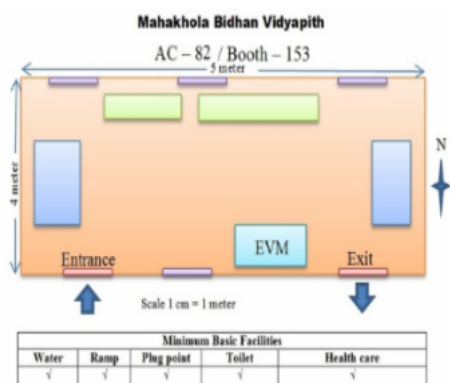 Mahakhola Bidhan Vidyapith
AC – 82 / Booth – 153
5 meter
4 meter
N
EVM
Entrance
Exit
Scale 1 cm = 1 meter
Minimum Basic Facilities
Water Ramp Plug point Toilet Health care
√ √ √ √ √